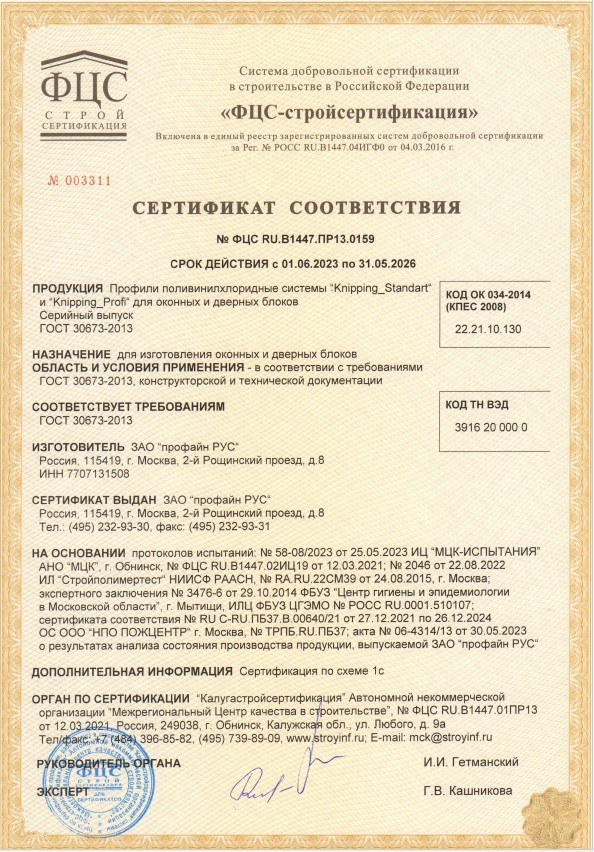 ФЦС
СТРОЙ
СЕРТИФИКАЦИЯ
Система добровольной сертификации
в строительстве в Российской Федерации
«ФЦС-стройсертификация»
Включена в единый реестр зарегистрированных систем добровольной сертификации
за Рег. № РОСС RU.В1447.04ИГФ0 от 04.03.2016 г.
№ 003311
СЕРТИФИКАТ СООТВЕТСТВИЯ
№ ФЦС RU.В1447.ПР13.0159
СРОК ДЕЙСТВИЯ с 01.06.2023 по 31.05.2026
ПРОДУКЦИЯ Профили поливинилхлоридные системы "Knipping_Standart"
и "Knipping_Profi" для оконных и дверных блоков
Серийный выпуск
ГОСТ 30673-2013
КОД ОК 034-2014
(КПЕС 2008)
22.21.10.130
НАЗНАЧЕНИЕ для изготовления оконных и дверных блоков
ОБЛАСТЬ И УСЛОВИЯ ПРИМЕНЕНИЯ - в соответствии с требованиями
ГОСТ 30673-2013, конструкторской и технической документации
СООТВЕТСТВУЕТ ТРЕБОВАНИЯМ
ГОСТ 30673-2013
КОД ТН ВЭД
3916 20 000 0
ИЗГОТОВИТЕЛЬ ЗАО "профайн РУС"
Россия, 115419, г. Москва, 2-й Рощинский проезд, д.8
ИНН 7707131508
СЕРТИФИКАТ ВЫДАН ЗАО "профайн РУС"
Россия, 115419, г. Москва, 2-й Рощинский проезд, д.8
Тел.: (495) 232-93-30, факс: (495) 232-93-31
НА ОСНОВАНИИ протоколов испытаний: № 58-08/2023 от 25.05.2023 ИЦ "МЦК-ИСПЫТАНИЯ"
АНО "МЦК", г. Обнинск, № ФЦС RU.В1447.02ИЦ19 от 12.03.2021; № 2046 от 22.08.2022
ИЛ "Стройполимертест" НИИСФ РААСН, № RA.RU.22СМ39 от 24.08.2015, г. Москва;
экспертного заключения № 3476-6 от 29.10.2014 ФБУЗ "Центр гигиены и эпидемиологии
в Московской области", г. Мытищи, ИЛЦ ФБУЗ ЦГЭМО № РОСС RU.0001.510107;
сертификата соответствия № RU С-RU.ПБ37.В.00640/21 от 27.12.2021 по 26.12.2024
ОС ООО "НПО ПОЖЦЕНТР" г. Москва, № ТРПБ.RU.ПБ37; акта № 06-4314/13 от 30.05.2023
о результатах анализа состояния производства продукции, выпускаемой ЗАО "профайн РУС"
ДОПОЛНИТЕЛЬНАЯ ИНФОРМАЦИЯ Сертификация по схеме 1с
ОРГАН ПО СЕРТИФИКАЦИИ "Калугастройсертификация" Автономной некоммерческой
организации "Межрегиональный Центр качества в строительстве", № ФЦС RU.В1447.01ПР13
от 12.03.2021, Россия, 249038, г. Обнинск, Калужская обл., ул. Любого, д. 9а
Тел/факс: +7 (484) 396-85-82, (495) 739-89-09, www.stroyinf.ru; E-mail: mck@stroyinf.ru
РУКОВОДИТЕЛЬ ОРГАНА
И.И. Гетманский
ЭКСПЕРТ
Г.В. Кашникова
ФЦС
СТРОЙ
ДЛЯ
СЕРТИФИКАТОВ